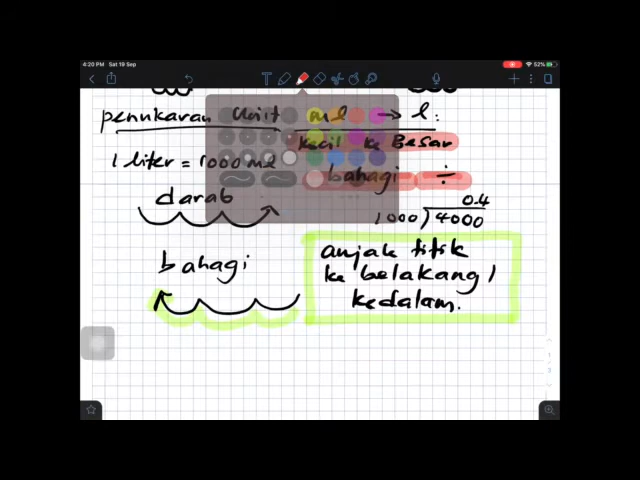 4:20 PM Sat 19 Sep 52%
penukaran Unit ml → l :
kecil ke Besar
1 liter = 1000 ml
bahagi ÷
darab
0.4
1000 ) 4000
bahagi
anjak titik
ke belakang /
kedalam.